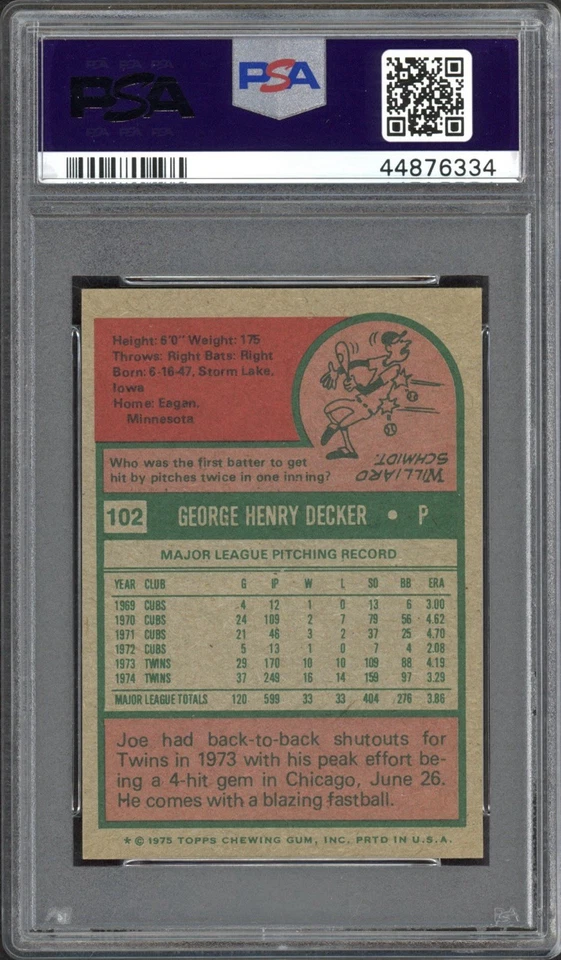 PSA PSA
44876334
Height: 6'0" Weight: 175
Throws: Right Bats: Right
Born: 6-16-47, Storm Lake,
Iowa
Home: Eagan,
Minnesota
Who was the first batter to get
hit by pitches twice in one inning?
WILLIARD
SCHMIDT.
102 GEORGE HENRY DECKER • P
MAJOR LEAGUE PITCHING RECORD
YEAR CLUB G IP W L SO BB ERA
1969 CUBS 4 12 1 0 13 6 3.00
1970 CUBS 24 109 2 7 79 56 4.62
1971 CUBS 21 46 3 2 37 25 4.70
1972 CUBS 5 13 1 0 7 4 2.08
1973 TWINS 29 170 10 10 109 88 4.19
1974 TWINS 37 249 16 14 159 97 3.29
MAJOR LEAGUE TOTALS 120 599 33 33 404 276 3.86
Joe had back-to-back shutouts for
Twins in 1973 with his peak effort be-
ing a 4-hit gem in Chicago, June 26.
He comes with a blazing fastball.
* © 1975 TOPPS CHEWING GUM, INC. PRTD IN U.S.A.